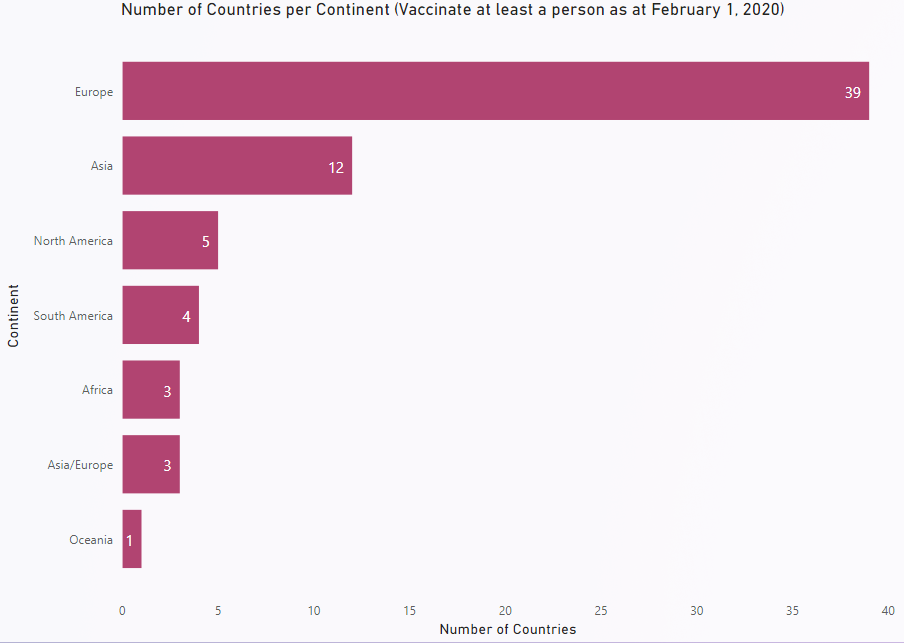 Number of Countries per Continent (Vaccinate at least a person as at February 1, 2020)
Europe 39
Asia 12
North America 5
South America 4
Africa 3
Asia/Europe 3
Oceania 1
Continent
0 5 10 15 20 25 30 35 40
Number of Countries